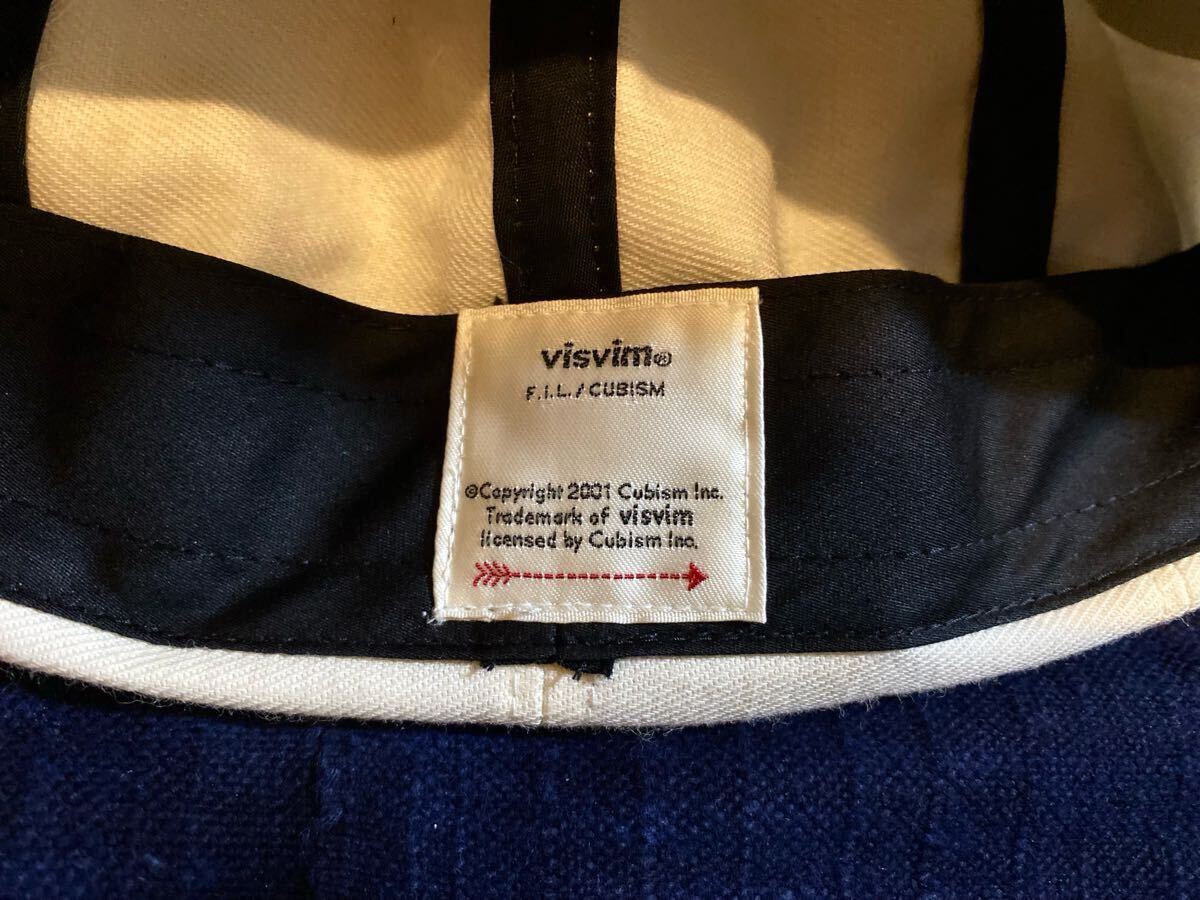 visvim®
F.I.L./CUBISM
©Copyright 2001 Cubism Inc.
Trademark of visvim
licensed by Cubism Inc.